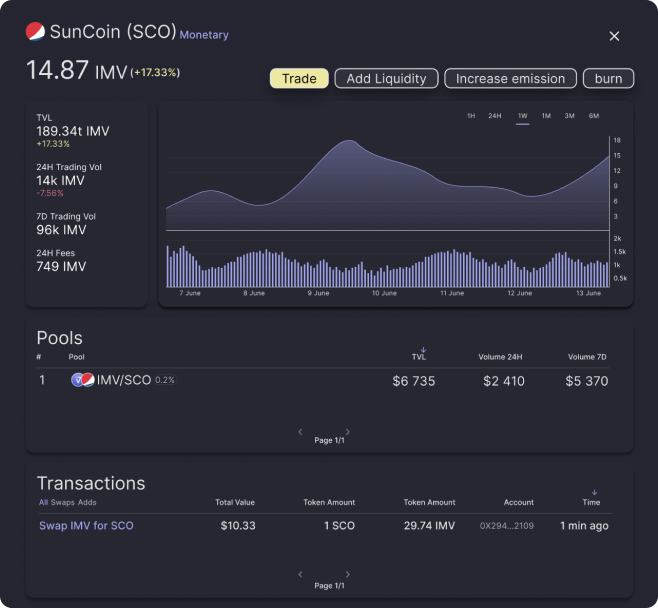 SunCoin (SCO) Monetary
14.87 IMV (+17.33%)
Trade Add Liquidity Increase emission burn
TVL
189.34t IMV
+17.33%
24H Trading Vol
14k IMV
-7.56%
7D Trading Vol
96k IMV
24H Fees
749 IMV
1H 24H 1W 1M 3M 6M
18
15
12
9
6
3
2k
1.5k
1k
0.5k
7 June 8 June 9 June 10 June 11 June 12 June 13 June
Pools
# Pool TVL Volume 24H Volume 7D
1 IMV/SCO 0.2% $6 735 $2 410 $5 370
Page 1/1
Transactions
All Swaps Adds Total Value Token Amount Token Amount Account Time
Swap IMV for SCO $10.33 1 SCO 29.74 IMV 0X294...2109 1 min ago
Page 1/1